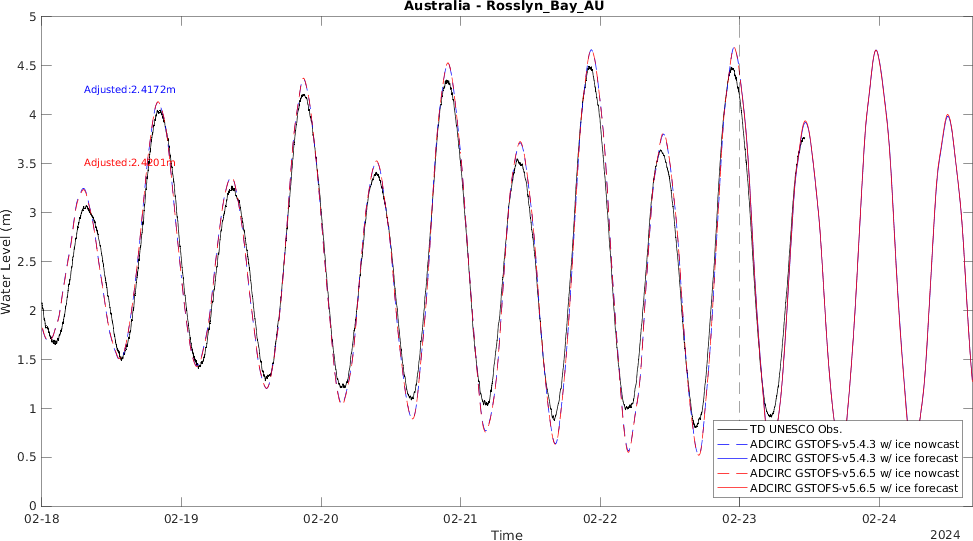 Australia - Rosslyn_Bay_AU
5
4.5
4
3.5
3
2.5
2
1.5
1
0.5
0
Water Level (m)
Adjusted:2.4172m
Adjusted:2.4201m
TD UNESCO Obs.
ADCIRC GSTOFS-v5.4.3 w/ ice nowcast
ADCIRC GSTOFS-v5.4.3 w/ ice forecast
ADCIRC GSTOFS-v5.6.5 w/ ice nowcast
ADCIRC GSTOFS-v5.6.5 w/ ice forecast
02-18 02-19 02-20 02-21 02-22 02-23 02-24
Time
2024